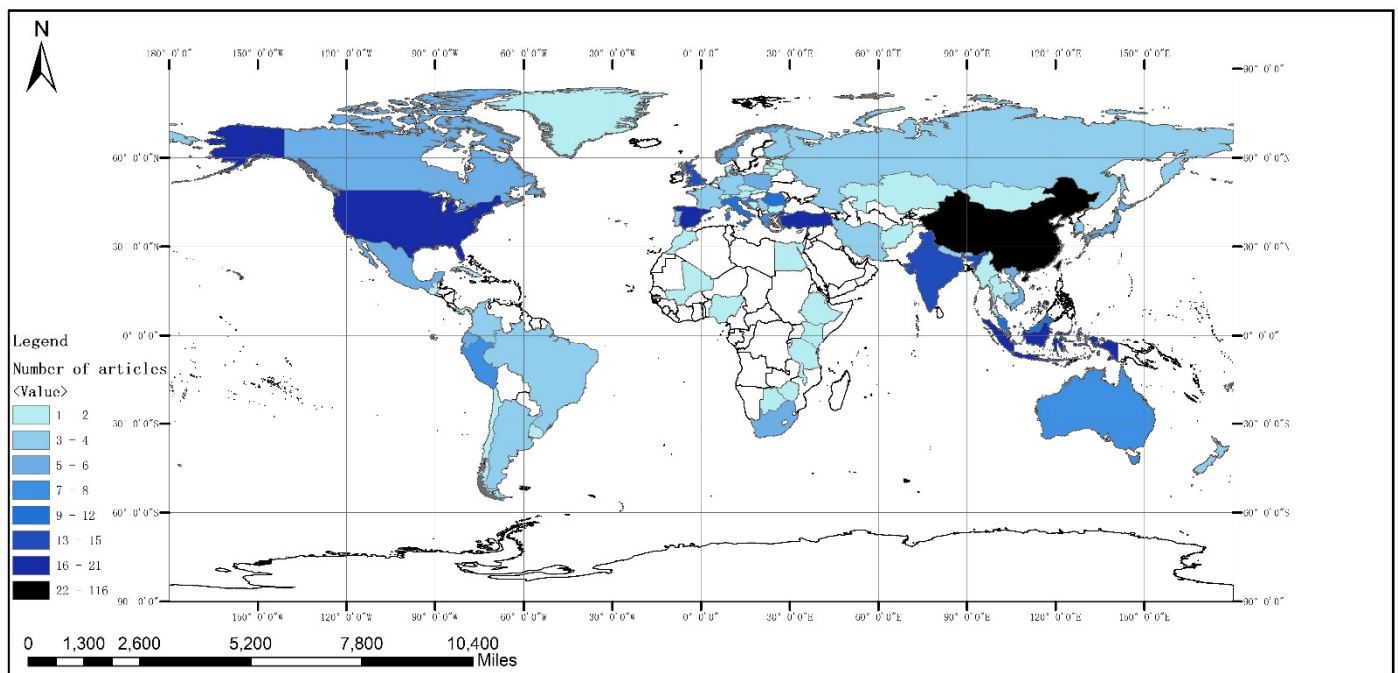 N
180° 0′0″ 150° 0′0″W 120° 0′0″W 90° 0′0″W 60° 0′0″W 30° 0′0″W 0° 0′0″ 30° 0′0″E 60° 0′0″E 90° 0′0″E 120° 0′0″E 150° 0′0″E
90° 0′0″
60° 0′0″N 60° 0′0″N
30° 0′0″N 30° 0′0″N
0° 0′0″ 0° 0′0″
30° 0′0″S 30° 0′0″S
60° 0′0″S 60° 0′0″S
90° 0′0″ 90° 0′0″
180° 0′0″ 150° 0′0″W 120° 0′0″W 90° 0′0″W 60° 0′0″W 30° 0′0″W 0° 0′0″ 30° 0′0″E 60° 0′0″E 90° 0′0″E 120° 0′0″E 150° 0′0″E
Legend
Number of articles
<Value>
1 - 2
3 - 4
5 - 6
7 - 8
9 - 12
13 - 15
16 - 21
22 - 116
0 1,300 2,600 5,200 7,800 10,400
Miles